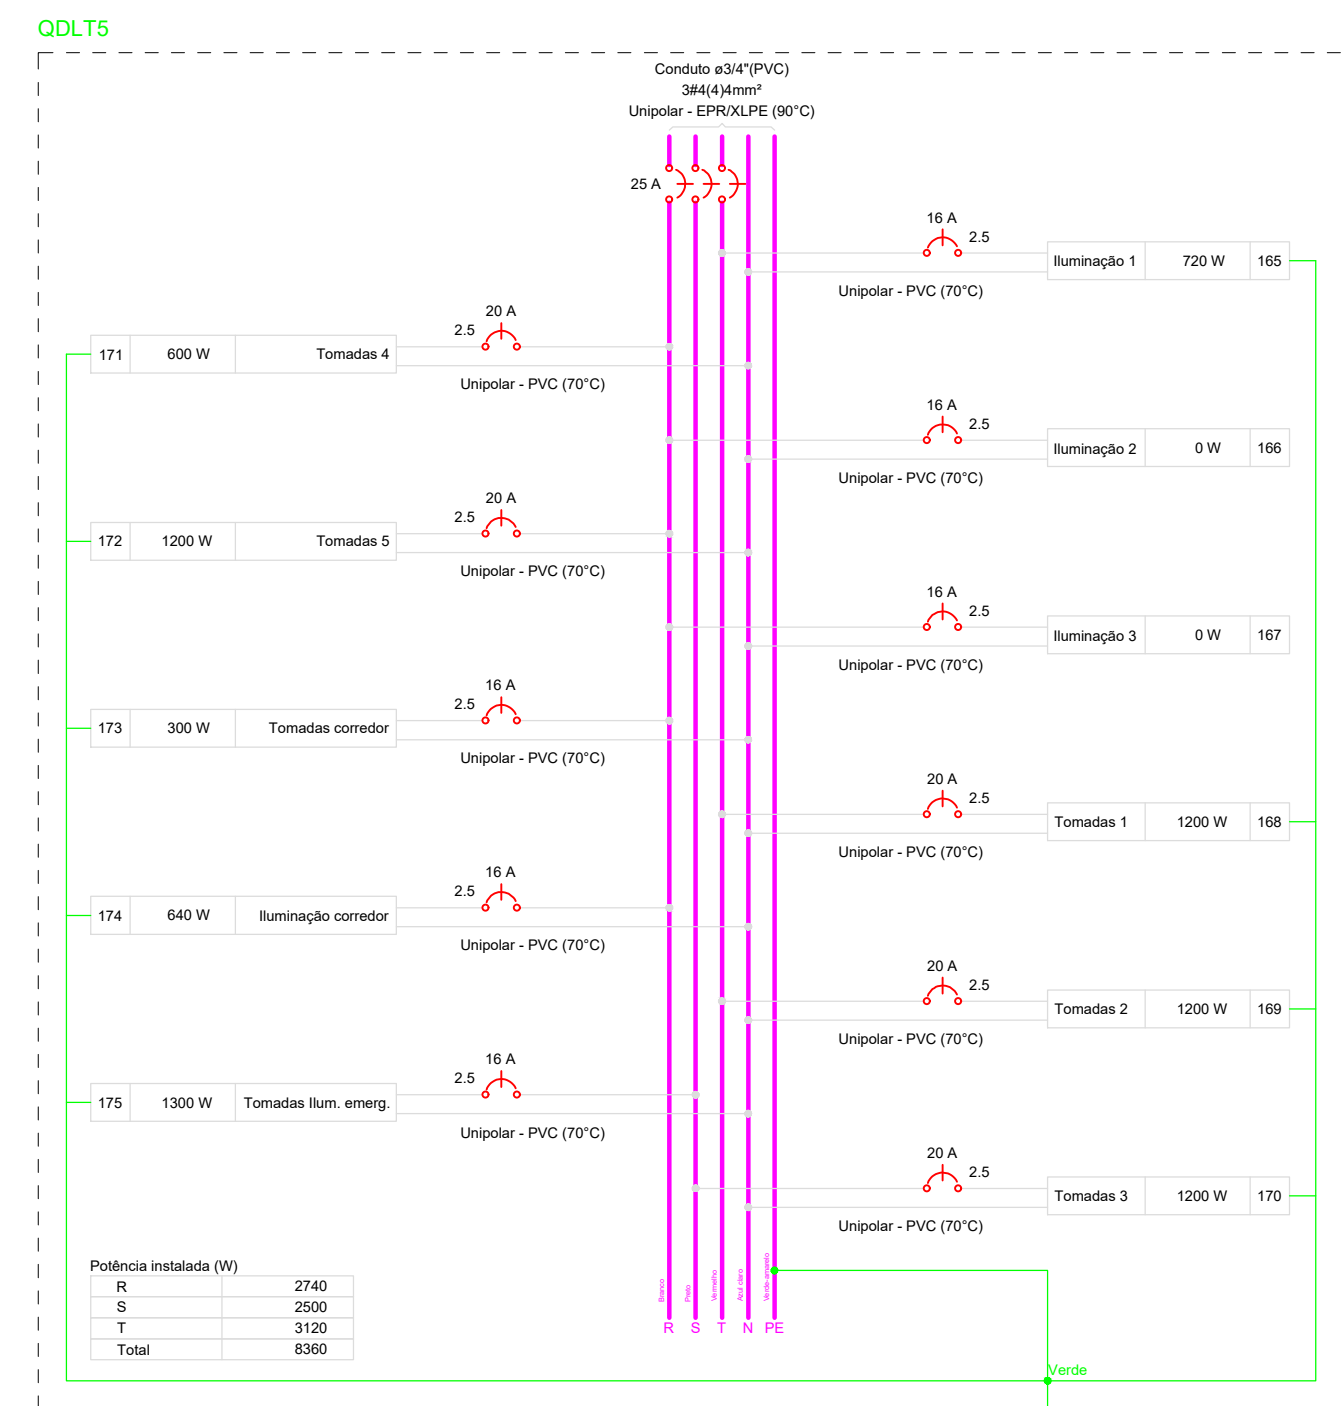 QDLT5
Conduto ø3/4"(PVC)
3#4(4)4mm²
Unipolar - EPR/XLPE (90°C)
25 A
16 A
2.5
Iluminação 1 720 W 165
Unipolar - PVC (70°C)
20 A
2.5
171 600 W Tomadas 4
Unipolar - PVC (70°C)
16 A
2.5
Iluminação 2 0 W 166
Unipolar - PVC (70°C)
20 A
2.5
172 1200 W Tomadas 5
Unipolar - PVC (70°C)
16 A
2.5
Iluminação 3 0 W 167
Unipolar - PVC (70°C)
16 A
2.5
173 300 W Tomadas corredor
Unipolar - PVC (70°C)
20 A
2.5
Tomadas 1 1200 W 168
Unipolar - PVC (70°C)
16 A
2.5
174 640 W Iluminação corredor
Unipolar - PVC (70°C)
20 A
2.5
Tomadas 2 1200 W 169
Unipolar - PVC (70°C)
16 A
2.5
175 1300 W Tomadas Ilum. emerg.
Unipolar - PVC (70°C)
20 A
2.5
Tomadas 3 1200 W 170
Unipolar - PVC (70°C)
Potência instalada (W)
R 2740
S 2500
T 3120
Total 8360
Branco
Preto
Vermelho
Azul claro
Verde-amarelo
R S T N PE
Verde